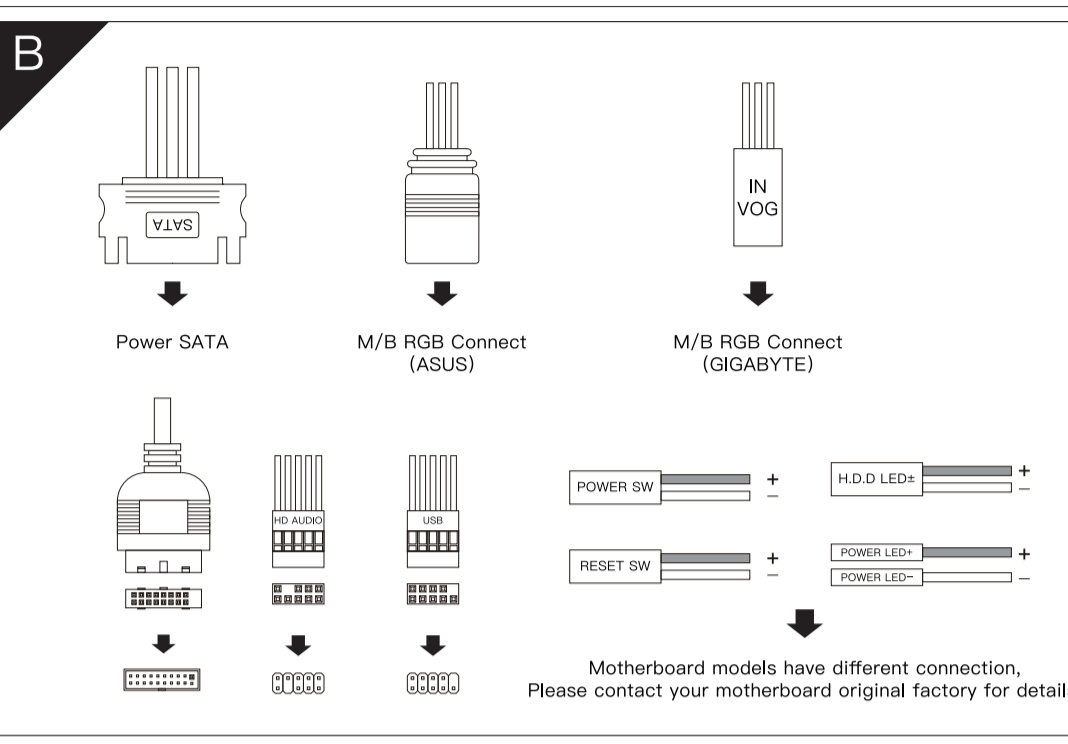 B
SATA
IN
VOG
Power SATA
M/B RGB Connect
(ASUS)
M/B RGB Connect
(GIGABYTE)
HD AUDIO
USB
POWER SW
+
−
H.D.D LED±
+
−
RESET SW
+
−
POWER LED+
+
POWER LED−
−
Motherboard models have different connection,
Please contact your motherboard original factory for details